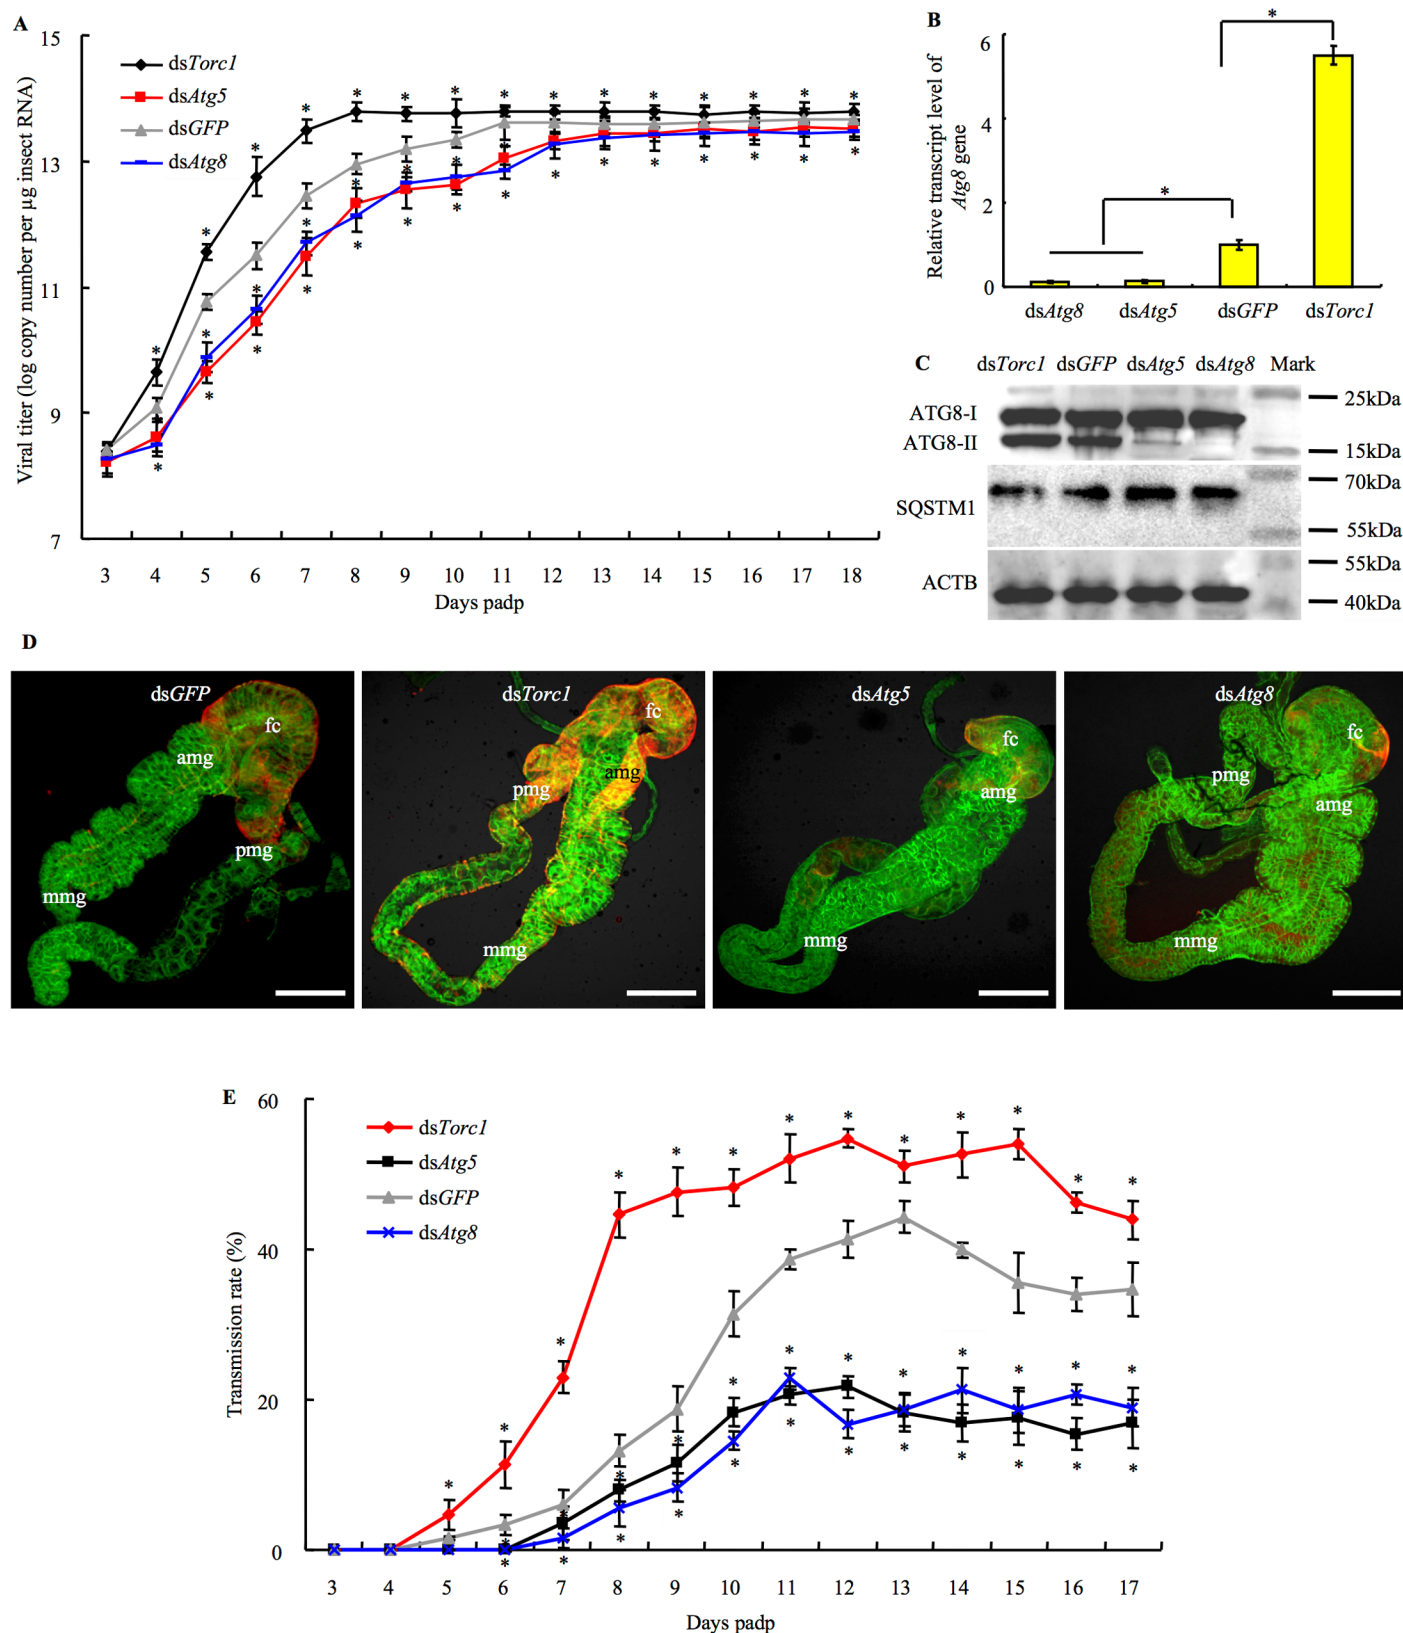 A
15
13
11
9
7
Viral titer (log copy number per µg insect RNA)
dsTorc1
dsAtg5
dsGFP
dsAtg8
3 4 5 6 7 8 9 10 11 12 13 14 15 16 17 18
Days padp
B
6
4
2
0
Relative transcript level of
Atg8 gene
*
*
dsAtg8 dsAtg5 dsGFP dsTorc1
C
dsTorc1 dsGFP dsAtg5 dsAtg8 Mark
ATG8-I
ATG8-II
25kDa
15kDa
SQSTM1
70kDa
55kDa
ACTB
55kDa
40kDa
D
dsGFP
fc
amg
pmg
mmg
dsTorc1
fc
amg
pmg
mmg
dsAtg5
fc
amg
mmg
dsAtg8
fc
pmg
amg
mmg
E
60
40
20
0
Transmission rate (%)
dsTorc1
dsAtg5
dsGFP
dsAtg8
3 4 5 6 7 8 9 10 11 12 13 14 15 16 17
Days padp